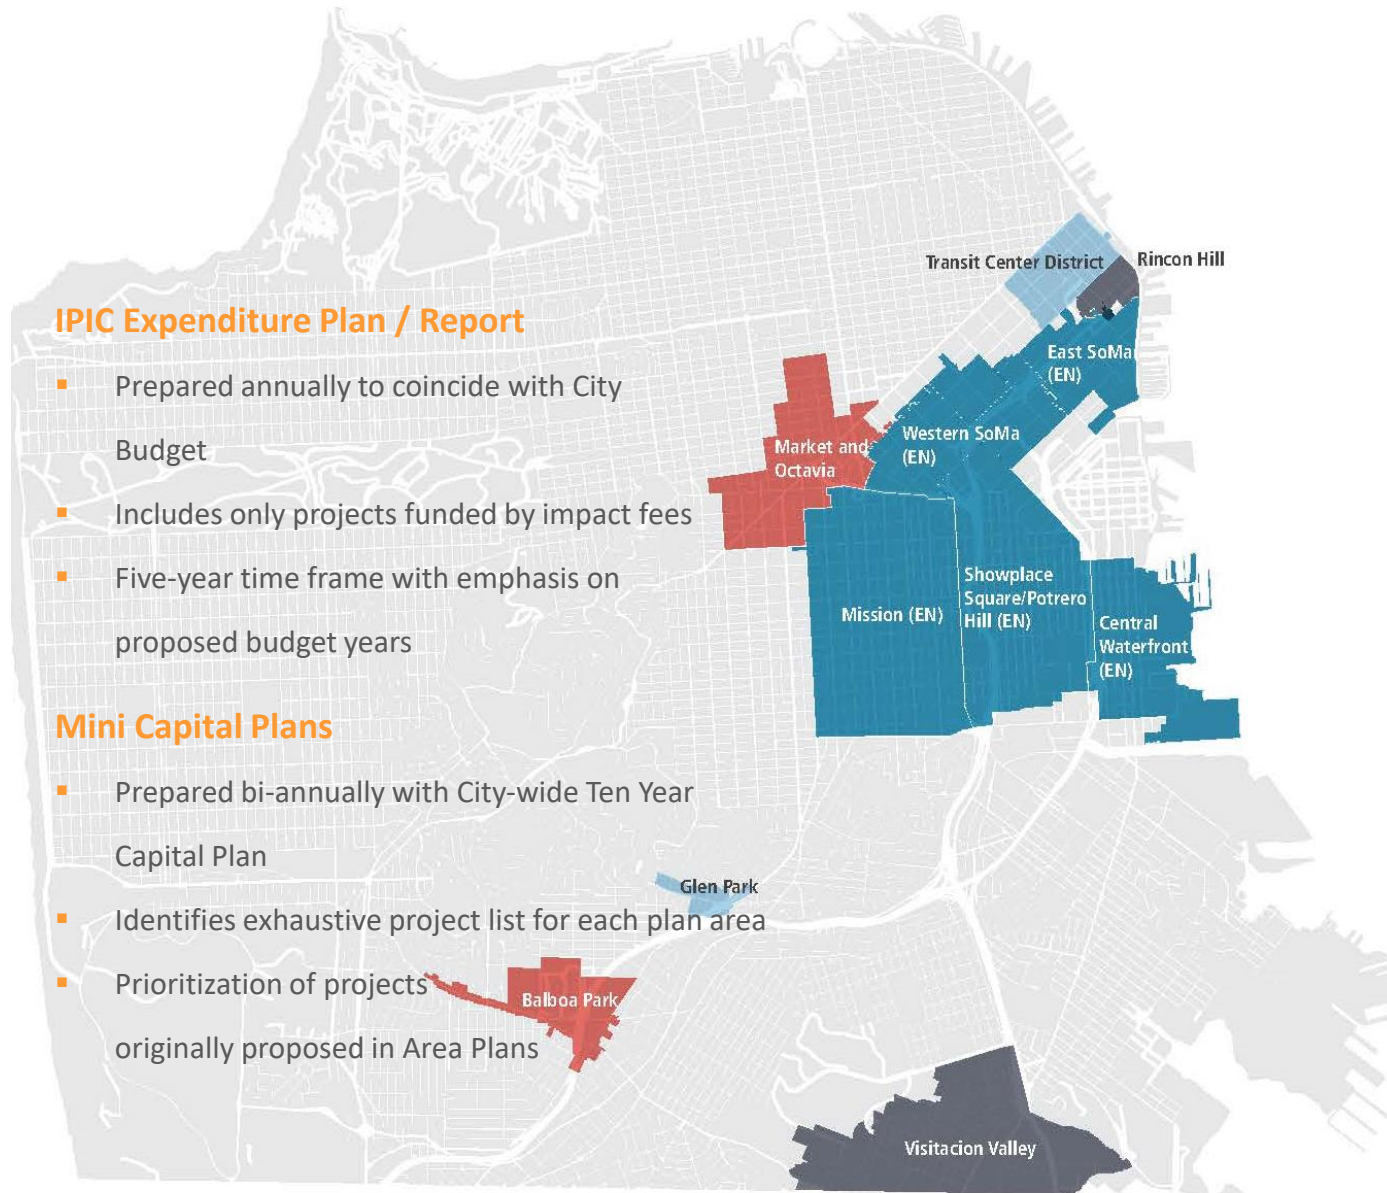 IPIC Expenditure Plan / Report
▪ Prepared annually to coincide with City
Budget
▪ Includes only projects funded by impact fees
▪ Five-year time frame with emphasis on
proposed budget years
Mini Capital Plans
▪ Prepared bi-annually with City-wide Ten Year
Capital Plan
▪ Identifies exhaustive project list for each plan area
▪ Prioritization of projects
originally proposed in Area Plans
Transit Center District
Rincon Hill
East SoMa
(EN)
Western SoMa
(EN)
Market and
Octavia
Mission (EN)
Showplace
Square/Potrero
Hill (EN)
Central
Waterfront
(EN)
Glen Park
Balboa Park
Visitacion Valley